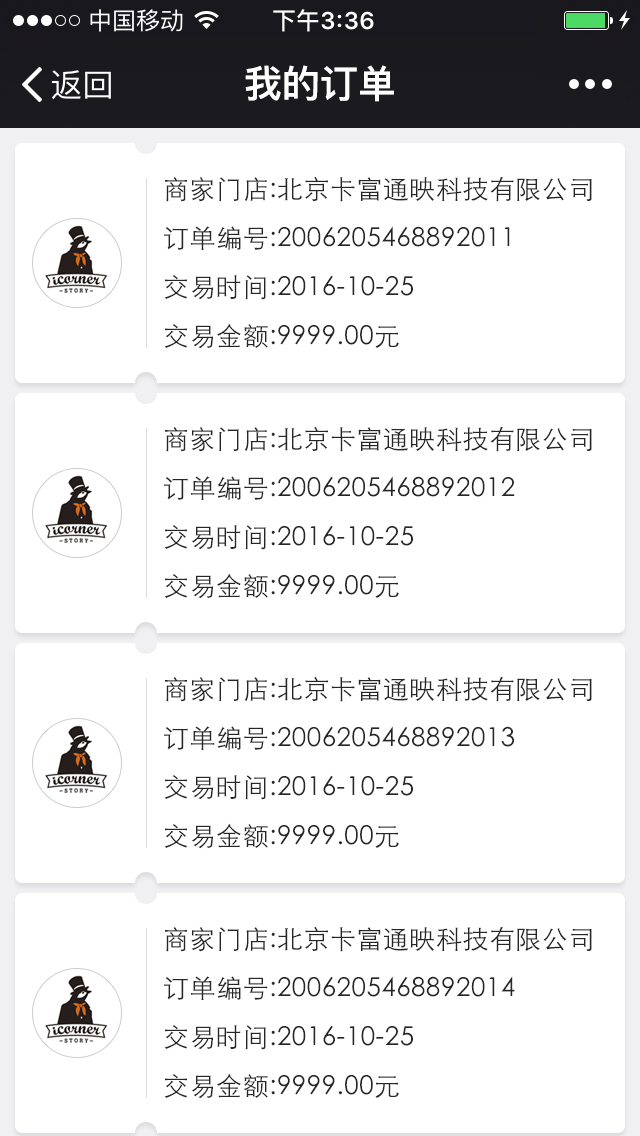 中国移动 下午3:36
返回 我的订单
商家门店:北京卡富通映科技有限公司
订单编号:2006205468892011
交易时间:2016-10-25
交易金额:9999.00元
icorner
-STORY-
商家门店:北京卡富通映科技有限公司
订单编号:2006205468892012
交易时间:2016-10-25
交易金额:9999.00元
icorner
-STORY-
商家门店:北京卡富通映科技有限公司
订单编号:2006205468892013
交易时间:2016-10-25
交易金额:9999.00元
icorner
-STORY-
商家门店:北京卡富通映科技有限公司
订单编号:2006205468892014
交易时间:2016-10-25
交易金额:9999.00元
icorner
-STORY-